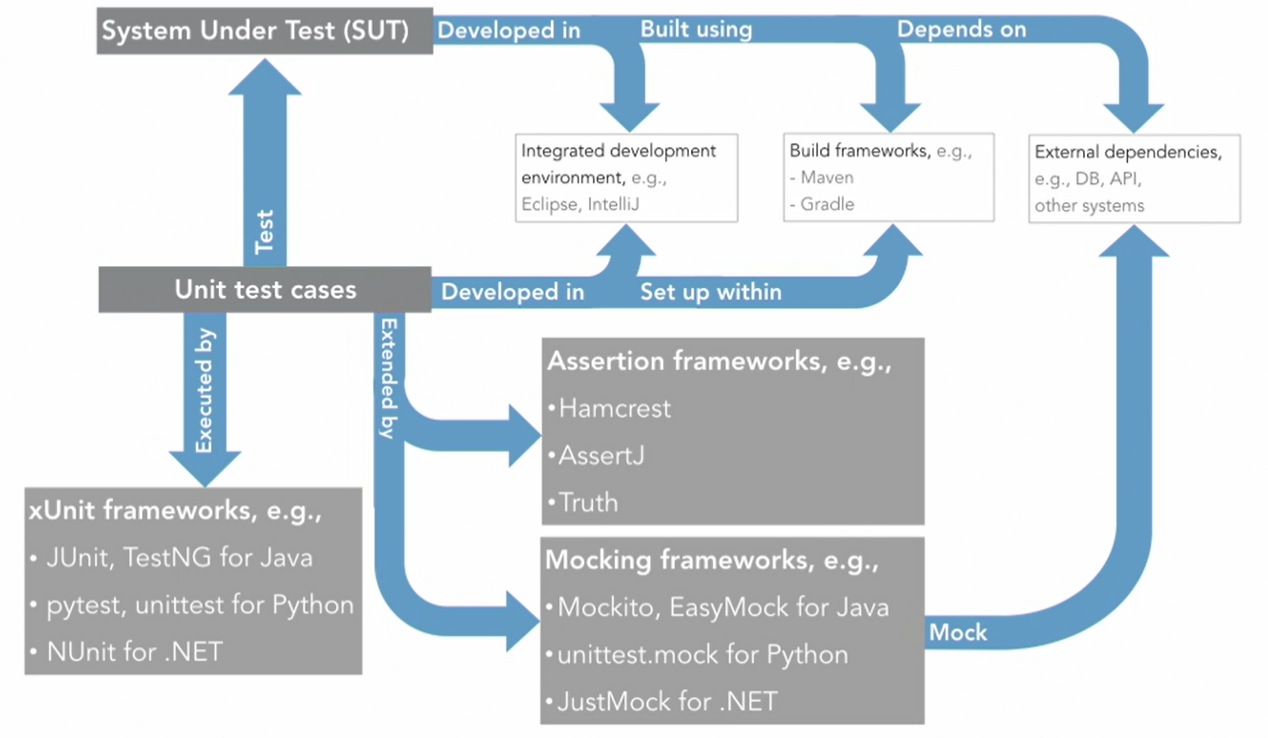 System Under Test (SUT)
Developed in
Built using
Depends on
Integrated development
environment, e.g.,
Eclipse, IntelliJ
Build frameworks, e.g.,
- Maven
- Gradle
External dependencies,
e.g., DB, API,
other systems
Test
Unit test cases
Developed in
Set up within
Executed by
Extended by
Assertion frameworks, e.g.,
•Hamcrest
•AssertJ
•Truth
xUnit frameworks, e.g.,
• JUnit, TestNG for Java
• pytest, unittest for Python
• NUnit for .NET
Mocking frameworks, e.g.,
•Mockito, EasyMock for Java
•unittest.mock for Python
•JustMock for .NET
Mock